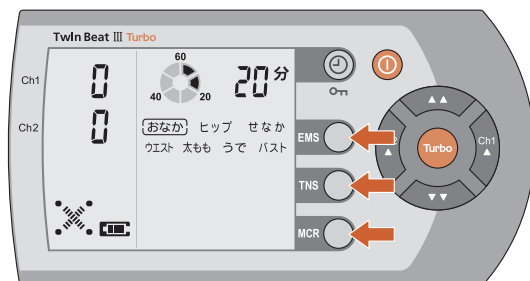 Twin Beat III Turbo
Ch1 0
60
40 20
20分
Ch2 0
おなか ヒップ せなか
ウエスト 太もも うで バスト
EMS
TNS
MCR
Turbo
Ch1